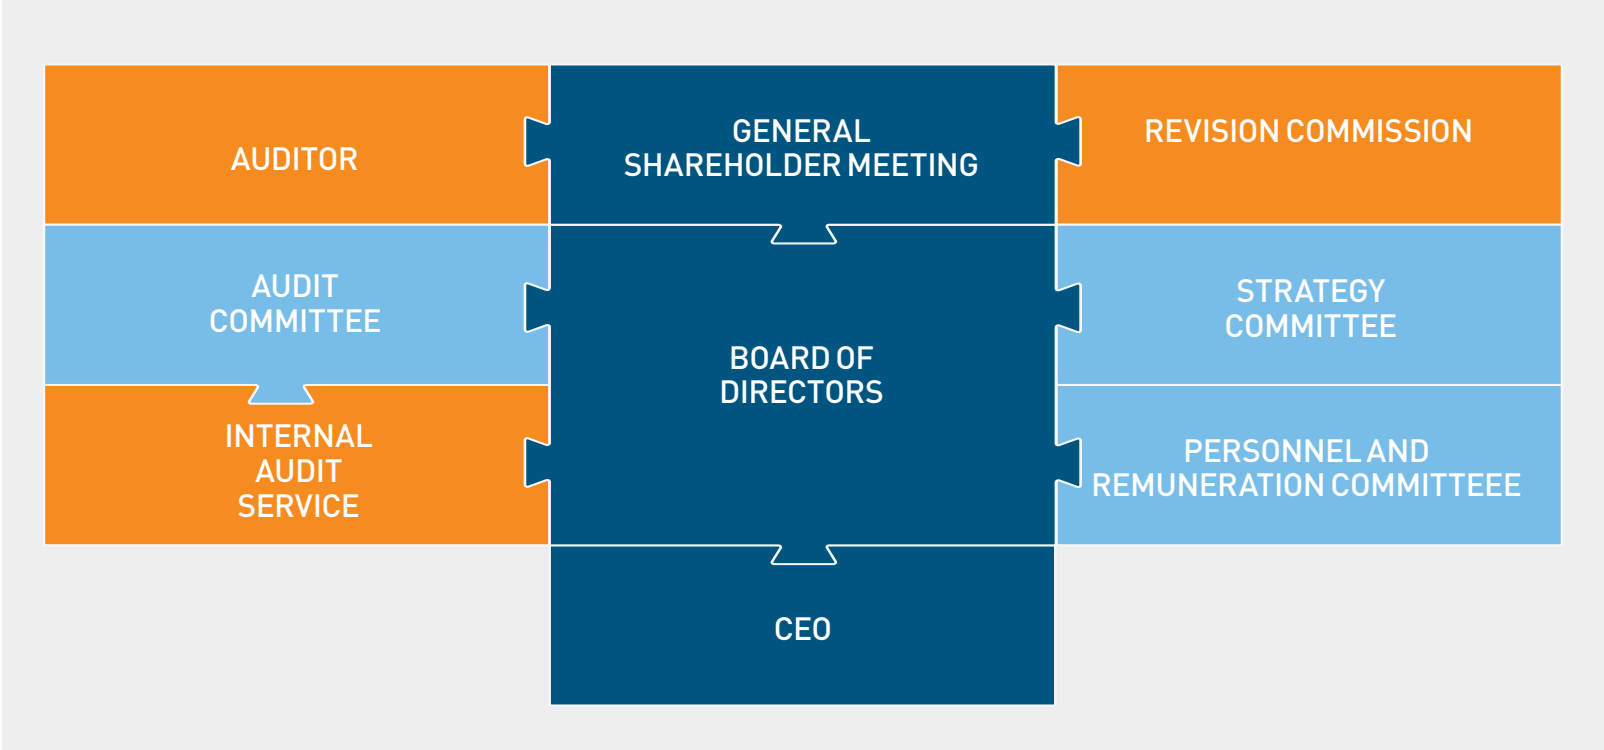 AUDITOR
GENERAL
SHAREHOLDER MEETING
REVISION COMMISSION
AUDIT
COMMITTEE
BOARD OF
DIRECTORS
STRATEGY
COMMITTEE
INTERNAL
AUDIT
SERVICE
PERSONNEL AND
REMUNERATION COMMITTEEE
CEO